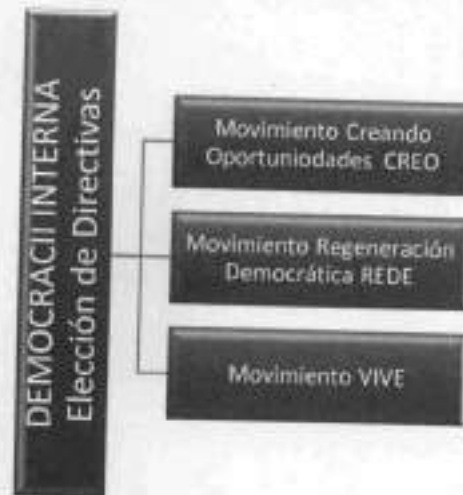 DEMOCRACII INTERNA
Elección de Directivas
Movimiento Creando
Oportuniodades CREO
Movimiento Regeneración
Democrática REDE
Movimiento VIVE